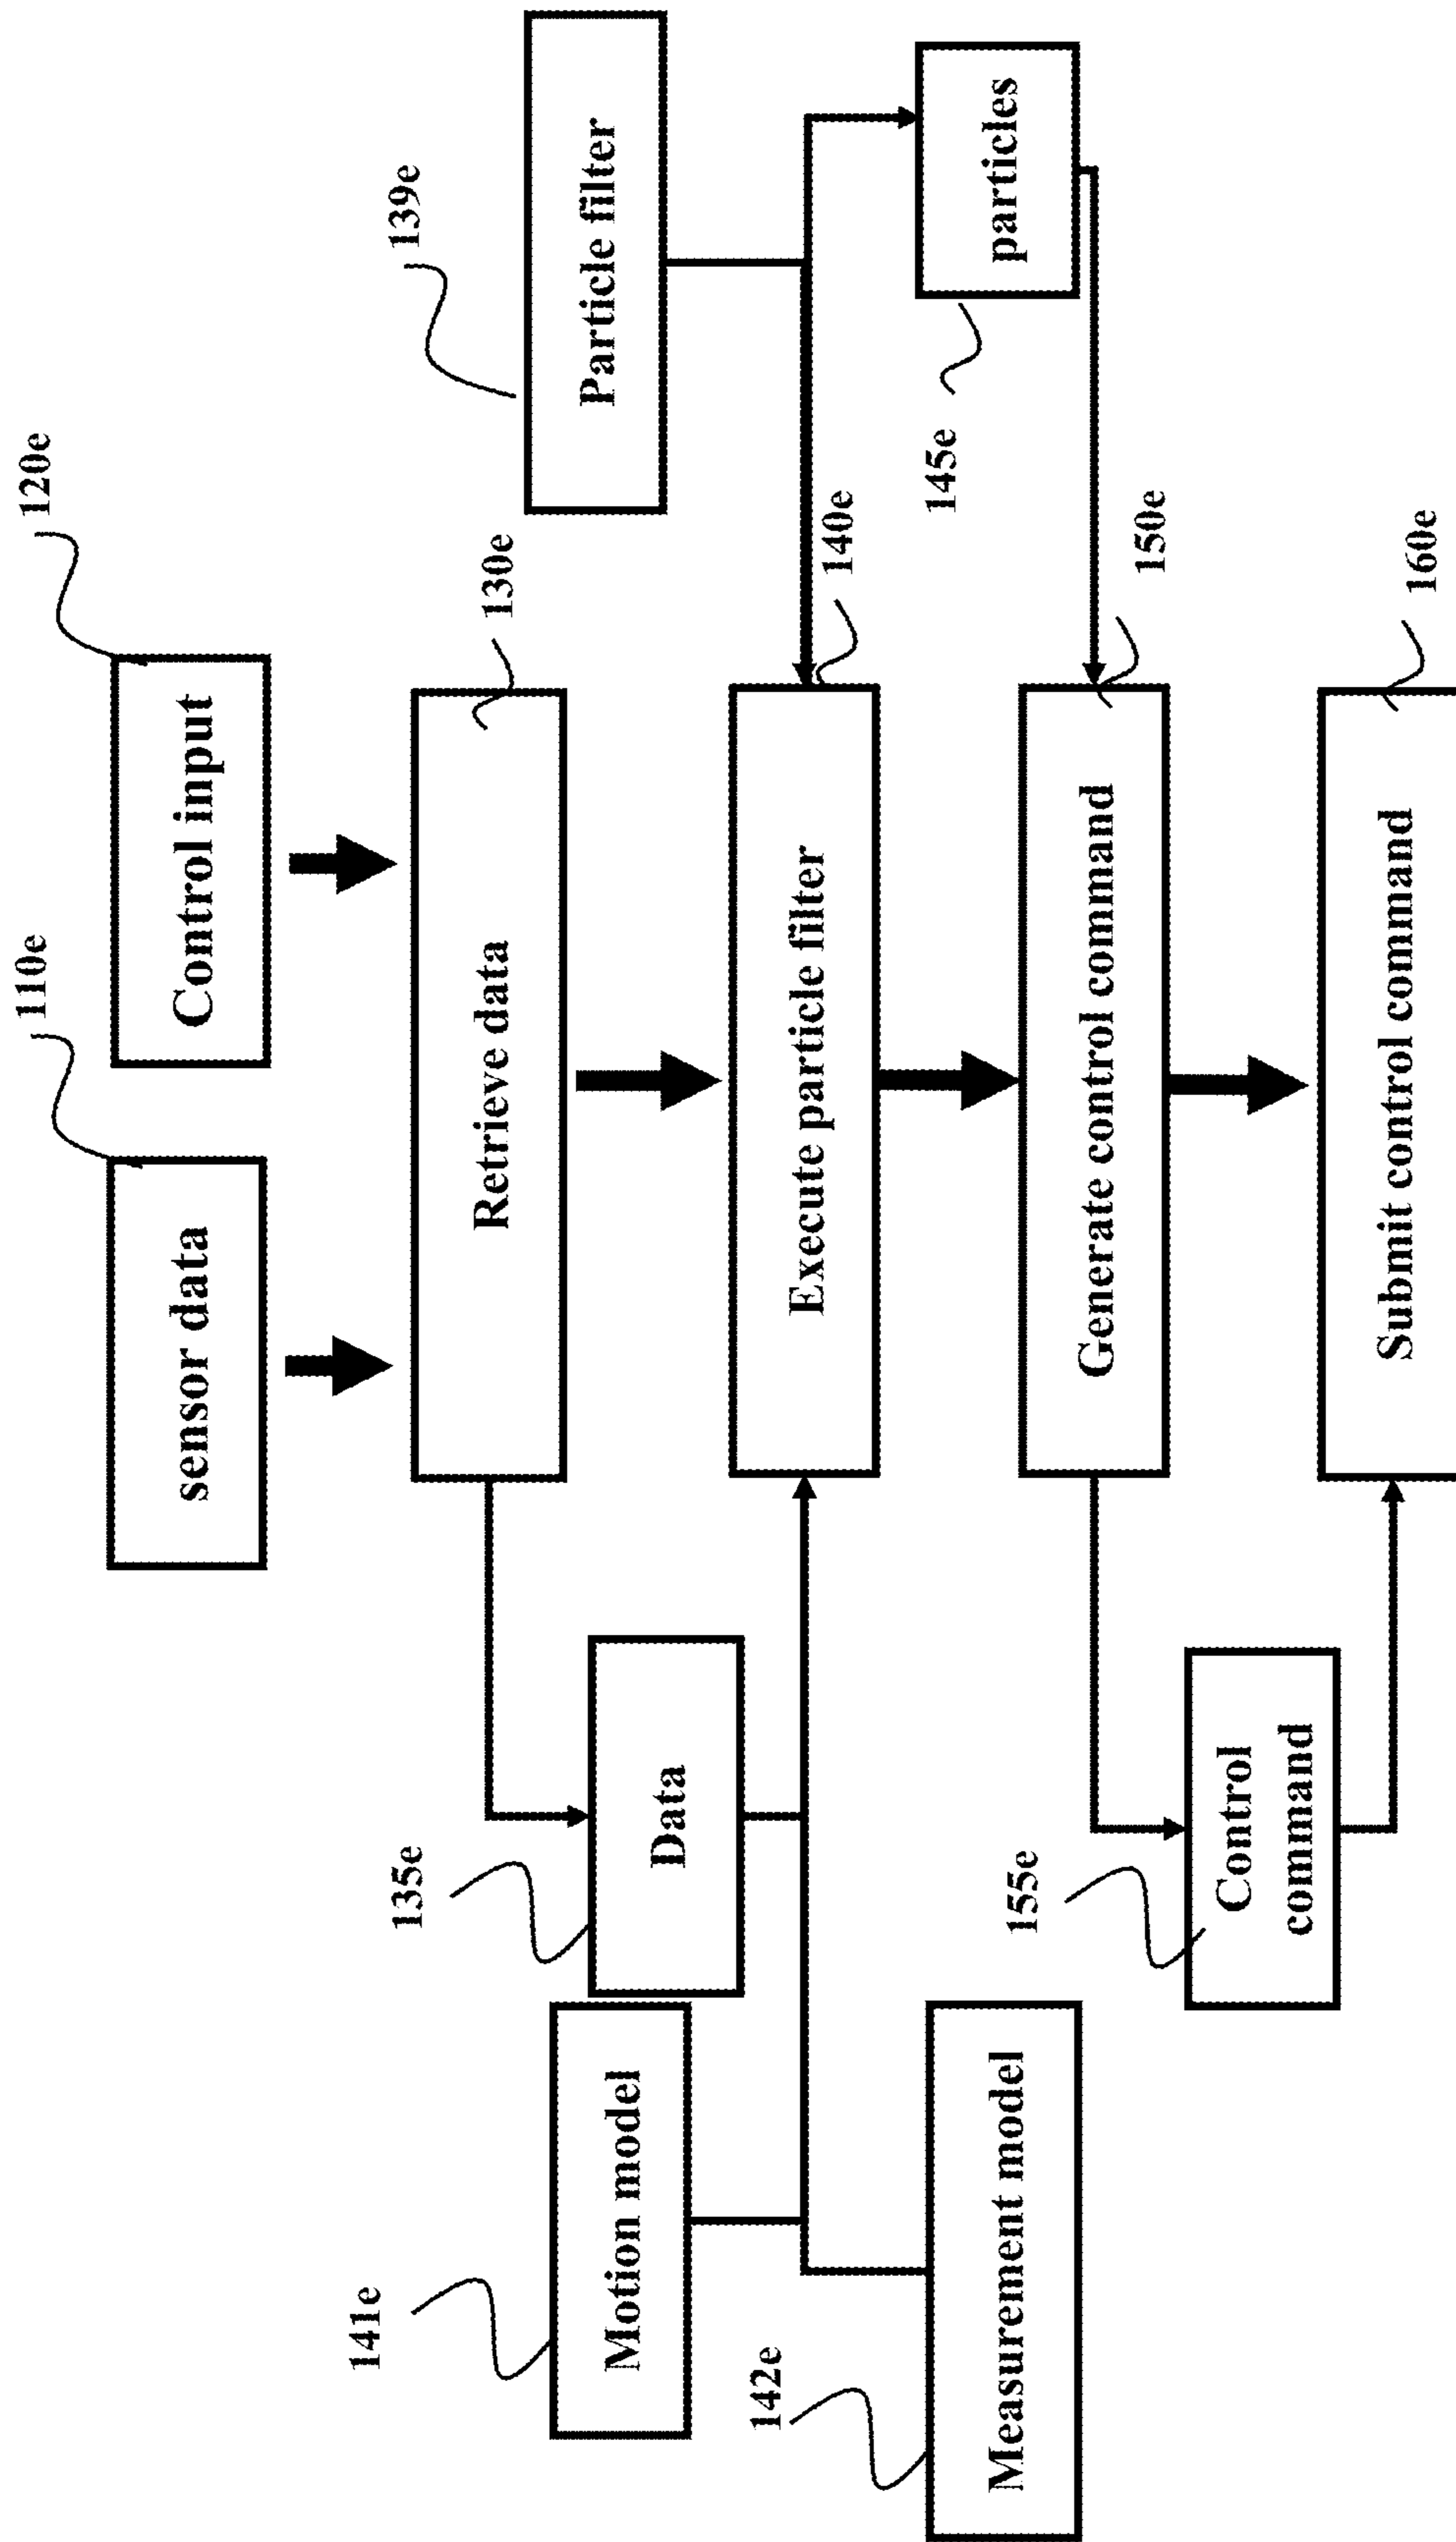 110e
120e
sensor data
Control input
130e
Retrieve data
139e
Particle filter
135e
Data
141e
Motion model
140e
Execute particle filter
145e
particles
142e
Measurement model
150e
Generate control command
155e
Control
command
160e
Submit control command